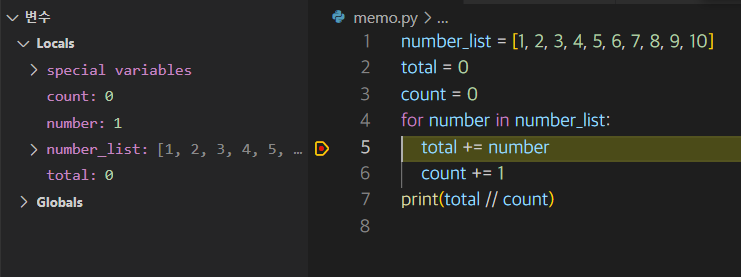 변수
Locals
special variables
count: 0
number: 1
number_list: [1, 2, 3, 4, 5, ...
total: 0
Globals
memo.py > ...
1 number_list = [1, 2, 3, 4, 5, 6, 7, 8, 9, 10]
2 total = 0
3 count = 0
4 for number in number_list:
5     total += number
6     count += 1
7 print(total // count)
8